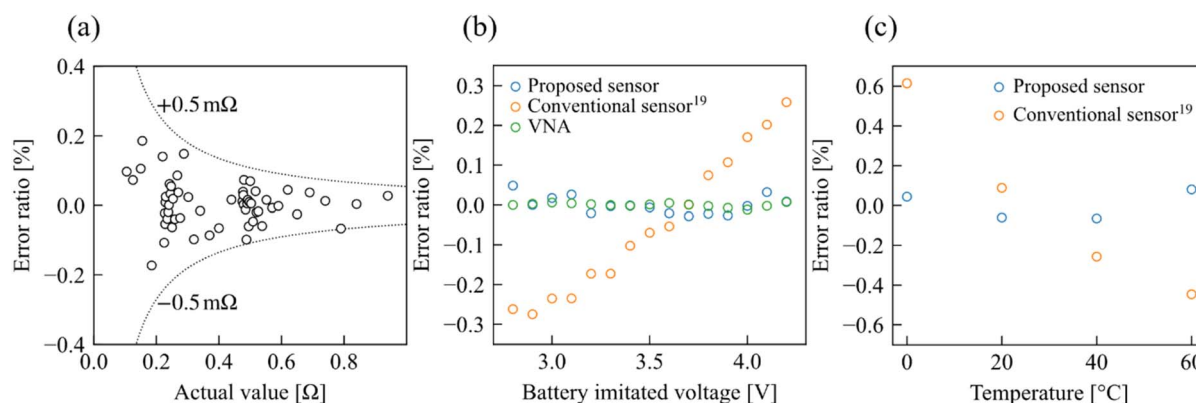 (a)
0.4
0.2
0.0
−0.2
−0.4
Error ratio [%]
+0.5 mΩ
−0.5 mΩ
0.0 0.2 0.4 0.6 0.8
Actual value [Ω]
(b)
0.3
0.2
0.1
0.0
−0.1
−0.2
−0.3
Error ratio [%]
Proposed sensor
Conventional sensor¹⁹
VNA
3.0 3.5 4.0
Battery imitated voltage [V]
(c)
0.6
0.4
0.2
0.0
−0.2
−0.4
−0.6
Error ratio [%]
Proposed sensor
Conventional sensor¹⁹
0 20 40 60
Temperature [°C]